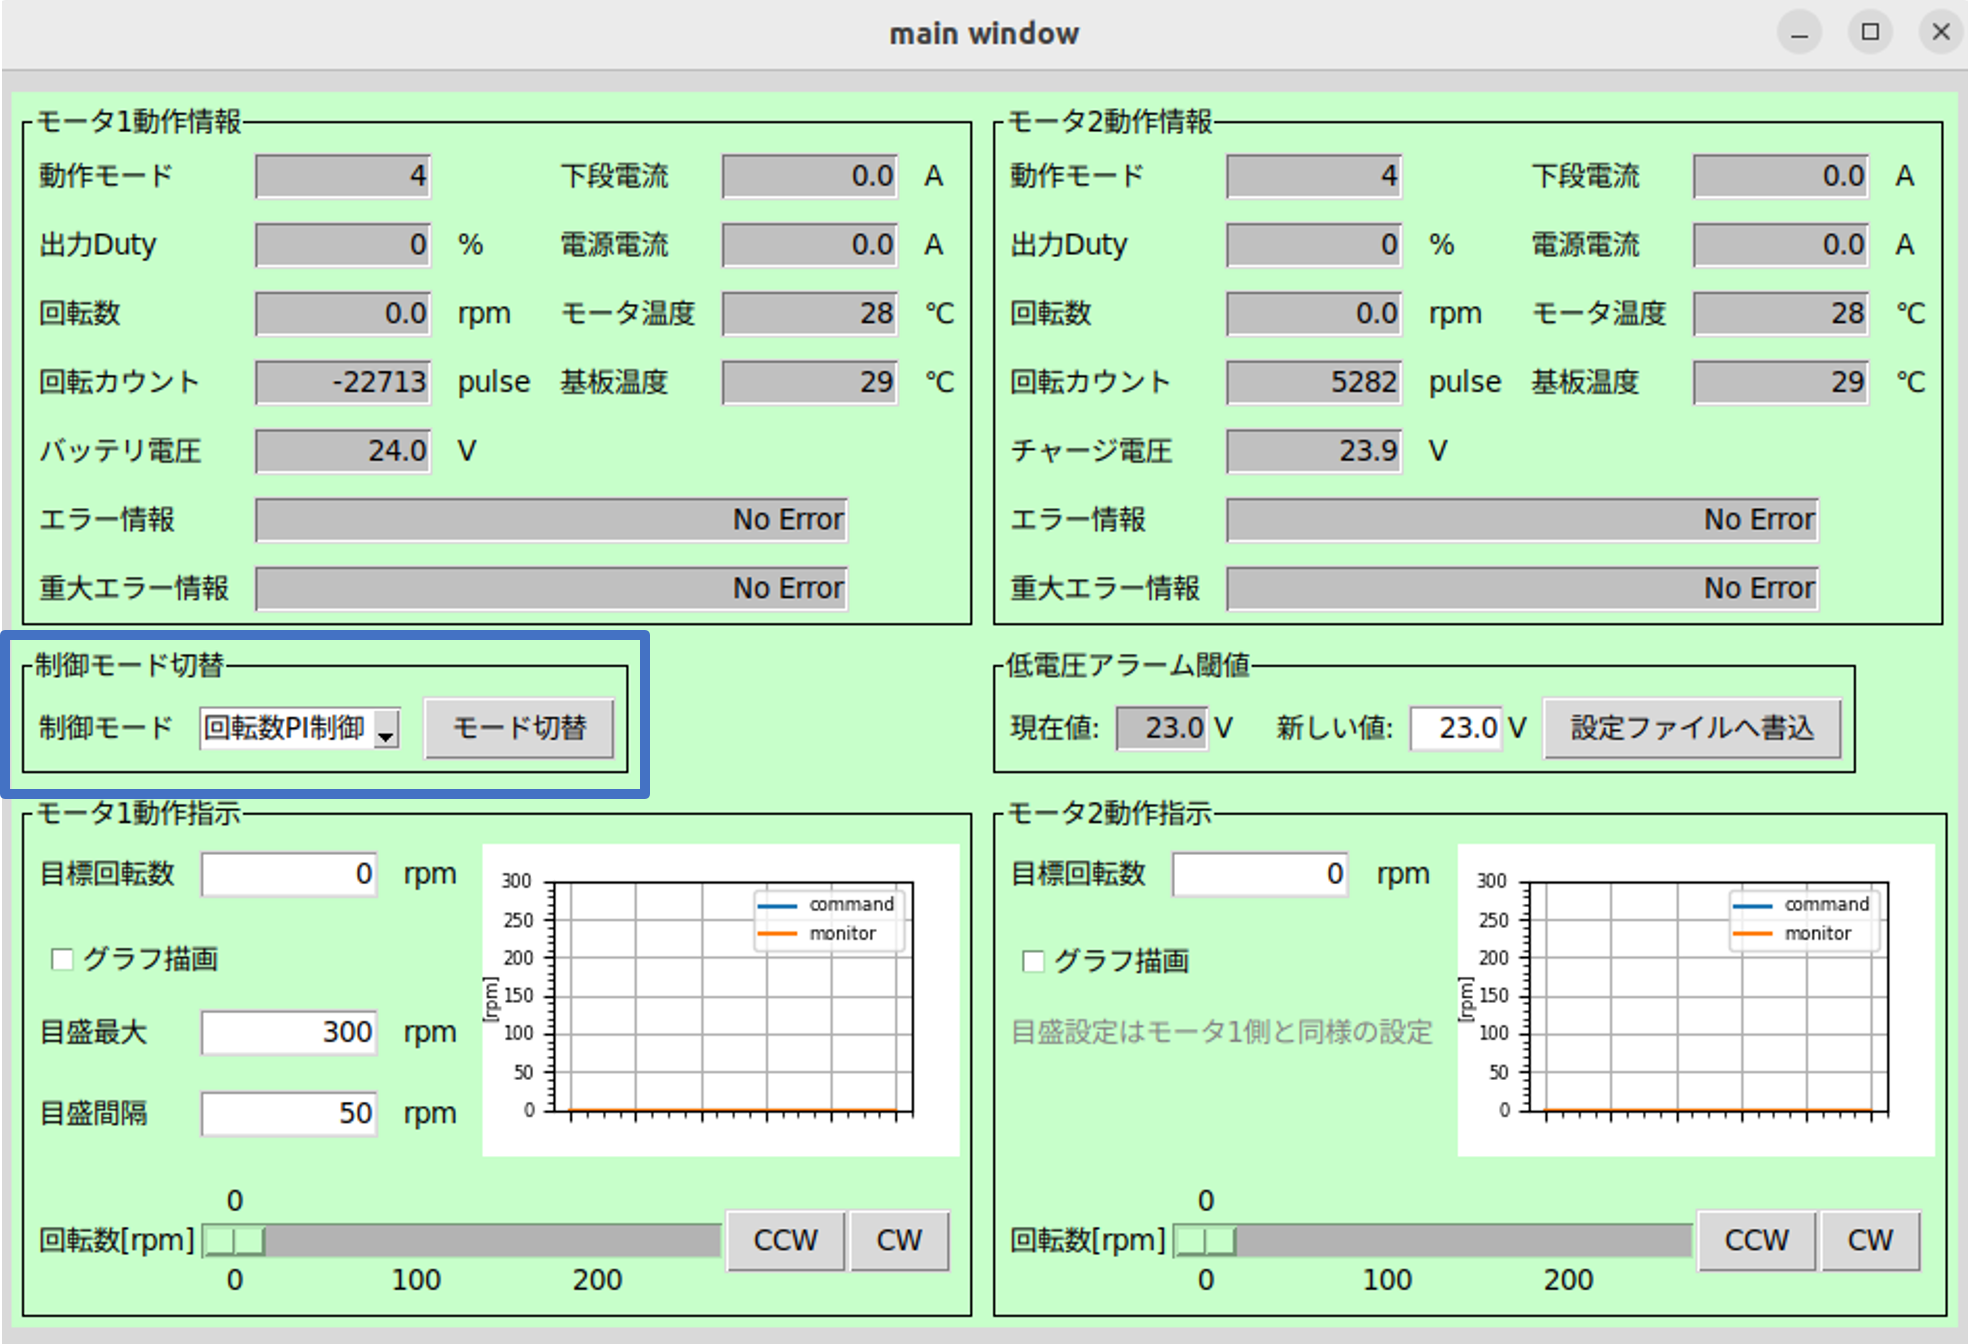 main window
モータ1動作情報
動作モード 4 下段電流 0.0 A
出力Duty 0 % 電源電流 0.0 A
回転数 0.0 rpm モータ温度 28 ℃
回転カウント -22713 pulse 基板温度 29 ℃
バッテリ電圧 24.0 V
エラー情報 No Error
重大エラー情報 No Error
モータ2動作情報
動作モード 4 下段電流 0.0 A
出力Duty 0 % 電源電流 0.0 A
回転数 0.0 rpm モータ温度 28 ℃
回転カウント 5282 pulse 基板温度 29 ℃
チャージ電圧 23.9 V
エラー情報 No Error
重大エラー情報 No Error
制御モード切替
制御モード 回転数PI制御 モード切替
低電圧アラーム閾値
現在値: 23.0 V 新しい値: 23.0 V 設定ファイルへ書込
モータ1動作指示
目標回転数 0 rpm
グラフ描画
目盛最大 300 rpm
目盛間隔 50 rpm
300
250
200
150
100
50
0
[rpm]
command
monitor
0
回転数[rpm] CCW CW
0 100 200
モータ2動作指示
目標回転数 0 rpm
グラフ描画
目盛設定はモータ1側と同様の設定
300
250
200
150
100
50
0
[rpm]
command
monitor
0
回転数[rpm] CCW CW
0 100 200